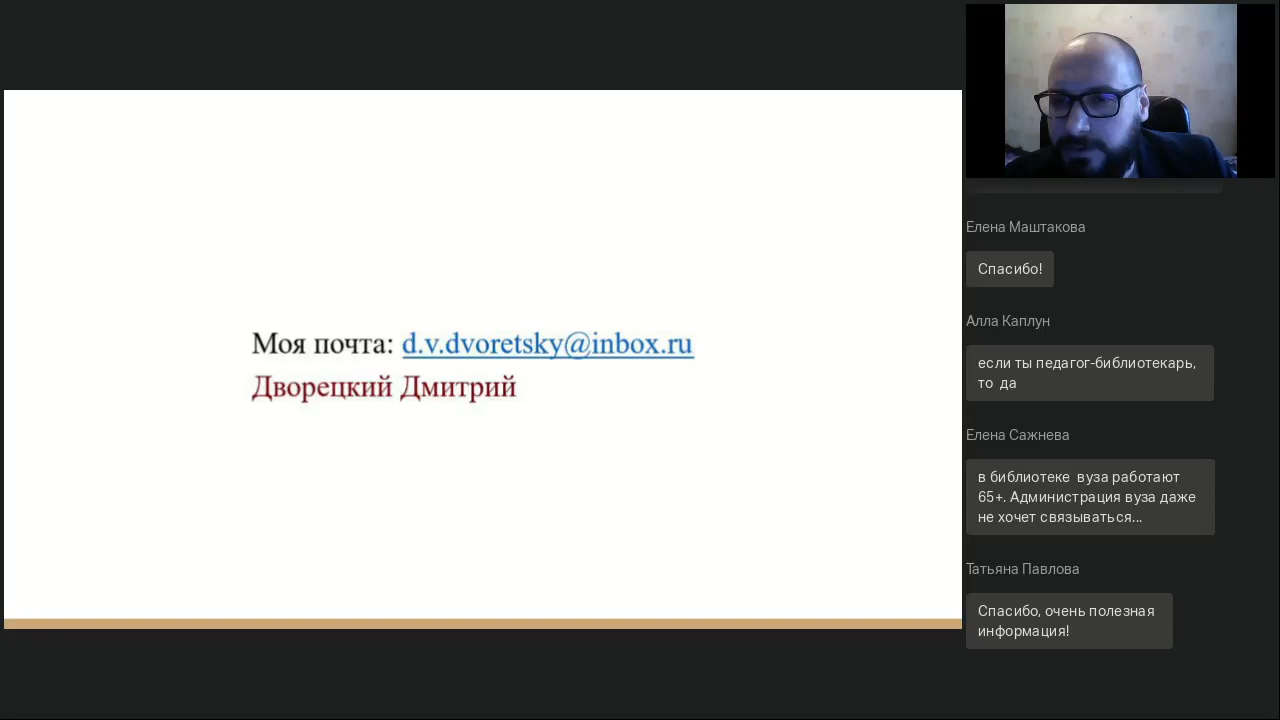 Моя почта: d.v.dvoretsky@inbox.ru
Дворецкий Дмитрий
Елена Маштакова
Спасибо!
Алла Каплун
если ты педагог-библиотекарь,
то да
Елена Сажнева
в библиотеке вуза работают
65+. Администрация вуза даже
не хочет связываться...
Татьяна Павлова
Спасибо, очень полезная
информация!